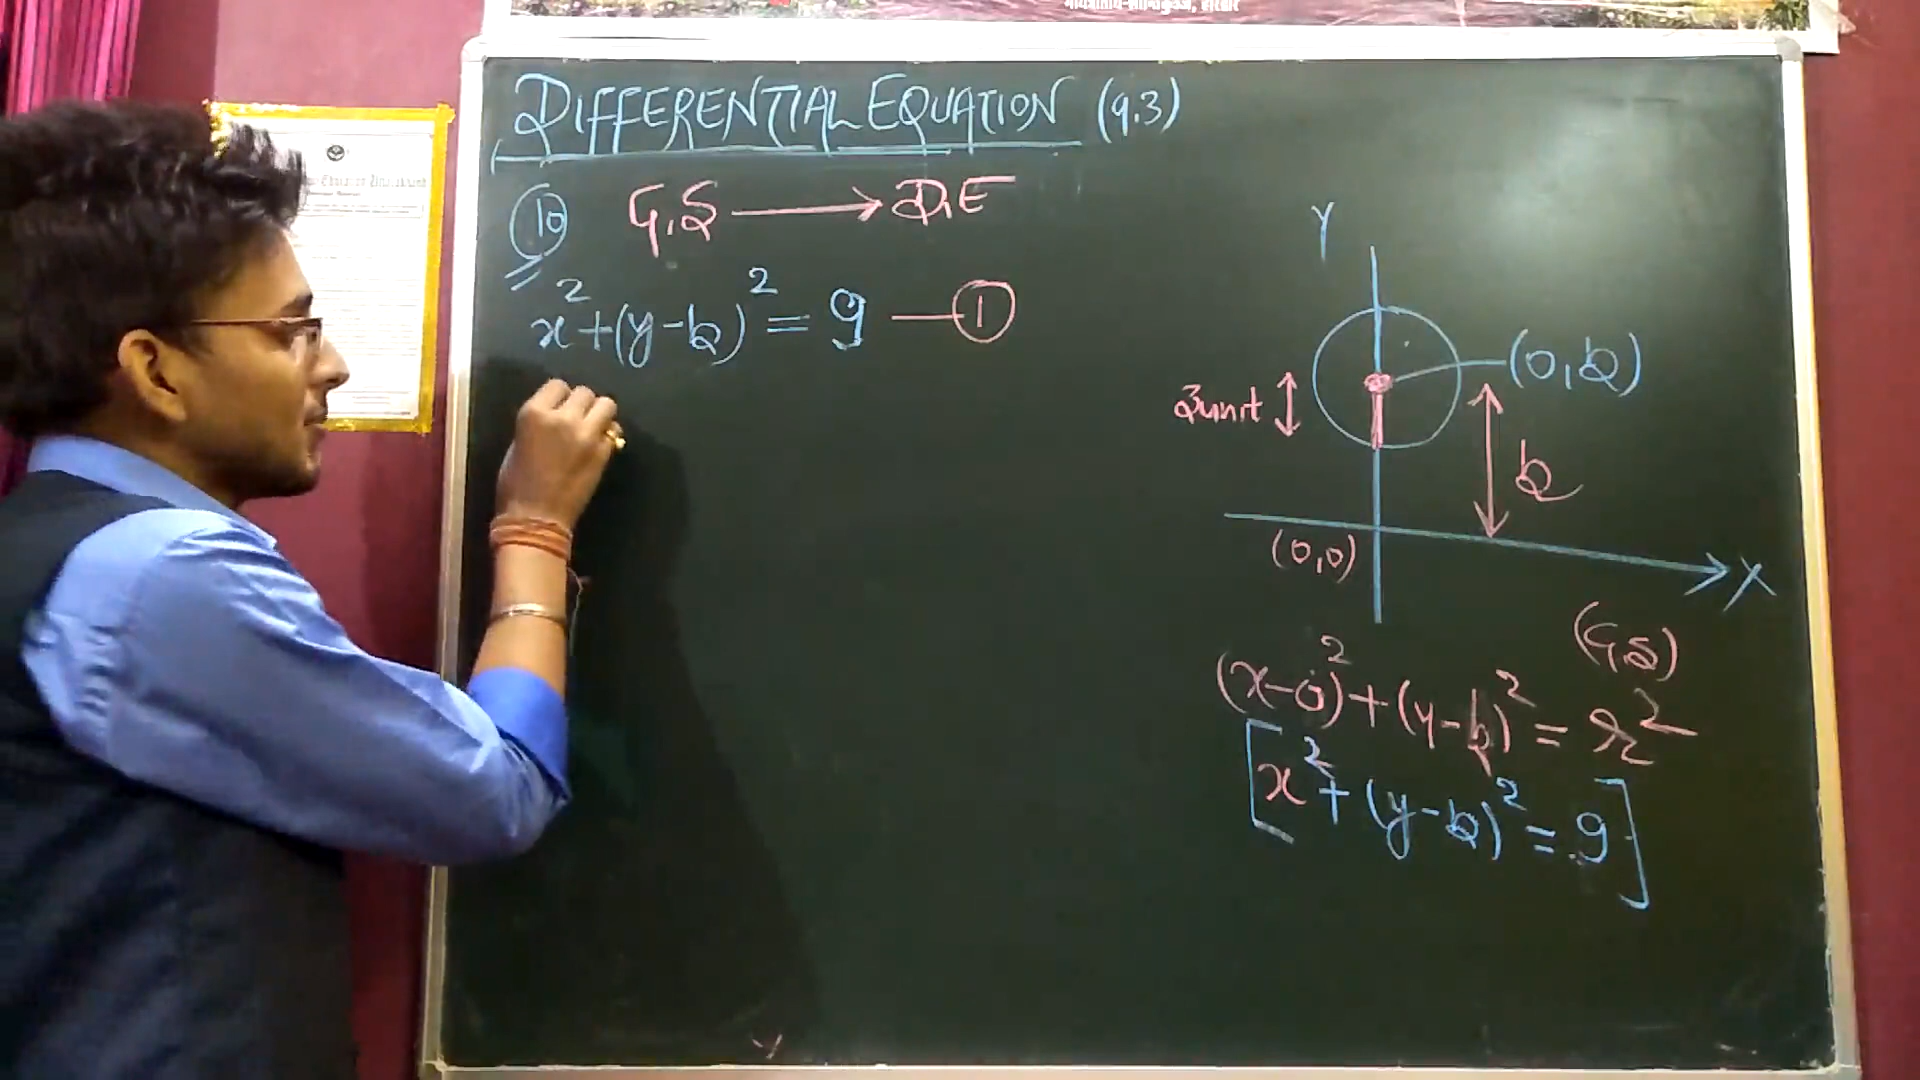 DIFFERENTIAL EQUATION (9.3)
10 G.S ⟶ D.E
x² + (y-b)² = 9 — 1
Y
(0,b)
3unit
b
(0,0)
X
(G.S)
(x-0)² + (y-b)² = r²
[x² + (y-b)² = 9]